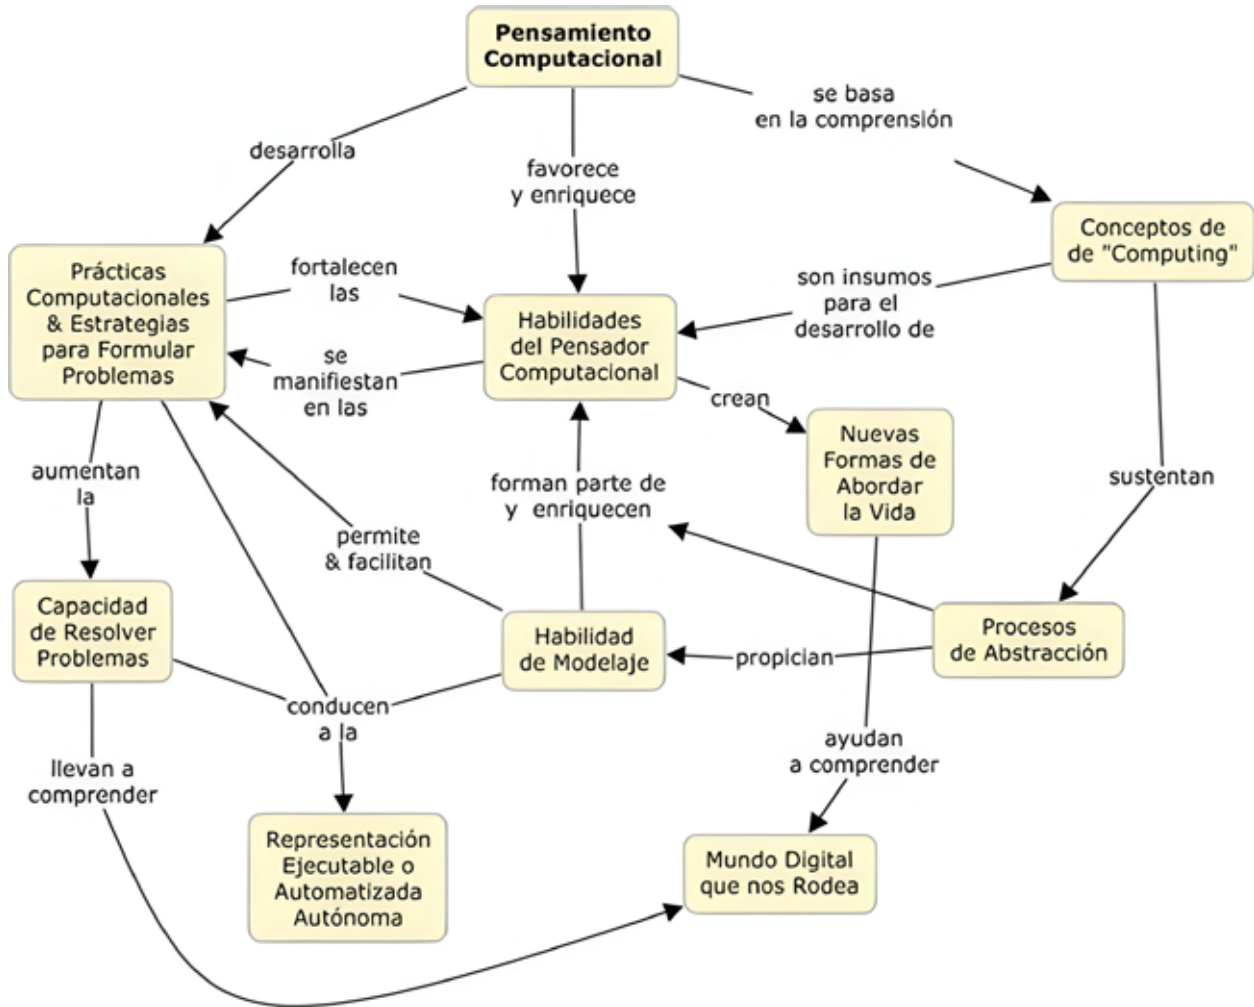 Pensamiento
Computacional
se basa
en la comprensión
desarrolla
favorece
y enriquece
Conceptos de
de "Computing"
Prácticas
Computacionales
& Estrategias
para Formular
Problemas
fortalecen
las
son insumos
para el
desarrollo de
Habilidades
del Pensador
Computacional
se
manifiestan
en las
crean
Nuevas
Formas de
Abordar
la Vida
aumentan
la
forman parte de
y enriquecen
sustentan
permite
& facilitan
Capacidad
de Resolver
Problemas
Habilidad
de Modelaje
propician
Procesos
de Abstracción
conducen
a la
llevan a
comprender
ayudan
a comprender
Representación
Ejecutable o
Automatizada
Autónoma
Mundo Digital
que nos Rodea